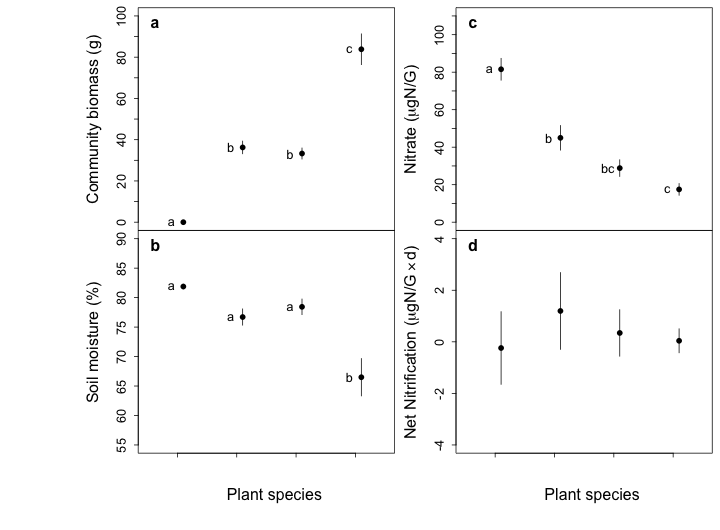 a
Community biomass (g)
100
80
60
40
20
0
a
b
b
c
b
Soil moisture (%)
90
85
80
75
70
65
60
55
a
a
a
b
Plant species
c
Nitrate (µgN/G)
100
80
60
40
20
0
a
b
bc
c
d
Net Nitrification (µgN/G × d)
4
2
0
-2
-4
Plant species